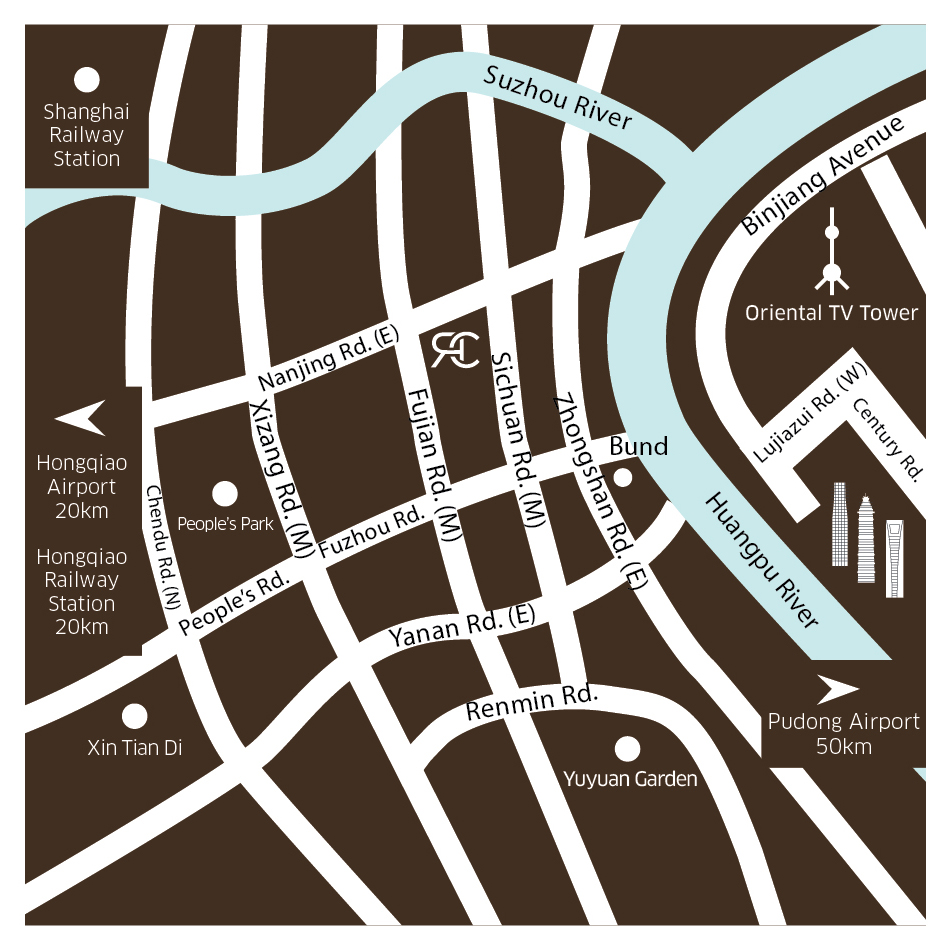 Suzhou River
Shanghai
Railway
Station
Binjiang Avenue
Oriental TV Tower
Nanjing Rd. (E)
Sichuan Rd. (M)
Lujiazui Rd. (W)
Fujian Rd. (M)
Zhongshan Rd. (E)
Century Rd.
Xizang Rd. (M)
Bund
Hongqiao
Airport
20km
Chendu Rd. (N)
People's Park
Huangpu River
Fuzhou Rd.
Hongqiao
Railway
Station
20km
People's Rd.
Yanan Rd. (E)
Renmin Rd.
Pudong Airport
50km
Xin Tian Di
Yuyuan Garden